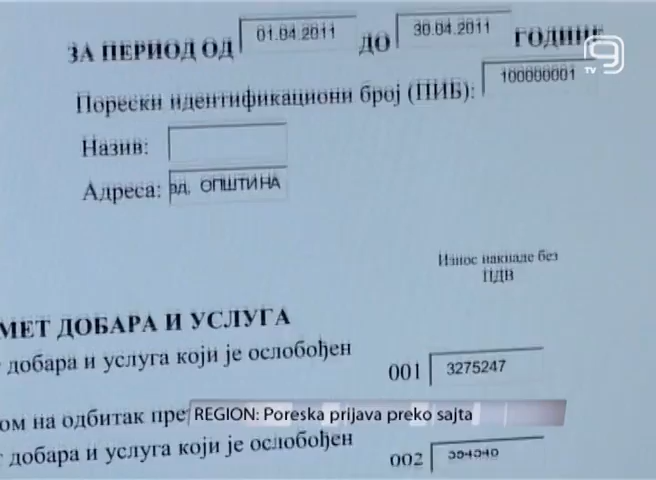 ЗА ПЕРИОД ОД 01.04.2011 ДО 30.04.2011 ГОДИНЕ
9
TV
Порески идентификациони број (ПИБ): 100000001
Назив:
Адреса: ОПШТИНА
Износ накнаде без
ПДВ
МЕТ ДОБАРА И УСЛУГА
добара и услуга који је ослобођен
001 3275247
ом на одбитак пре
REGION: Poreska prijava preko sajta
добара и услуга који је ослобођен
002